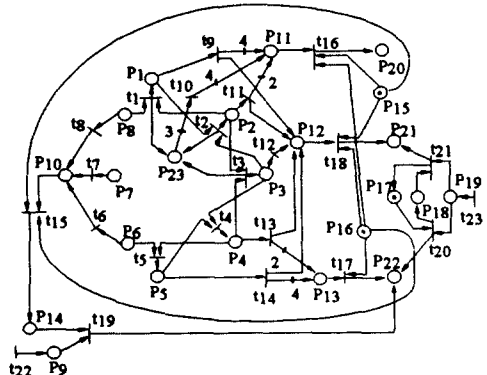 t9 4 P11 t16
P20
P1 t10 4
t1 t11 2 P15
t8 P8 t2 P2 P12 P21
3 t12 t18 t21
P10 t7 P23 t3 P17 P19
P7 P3 P18
t15 t6 t4 P16 t23
P6 t13 t20
t5 P4 t17 P22
P5 2
t14 4 P13
P14 t19
t22 P9